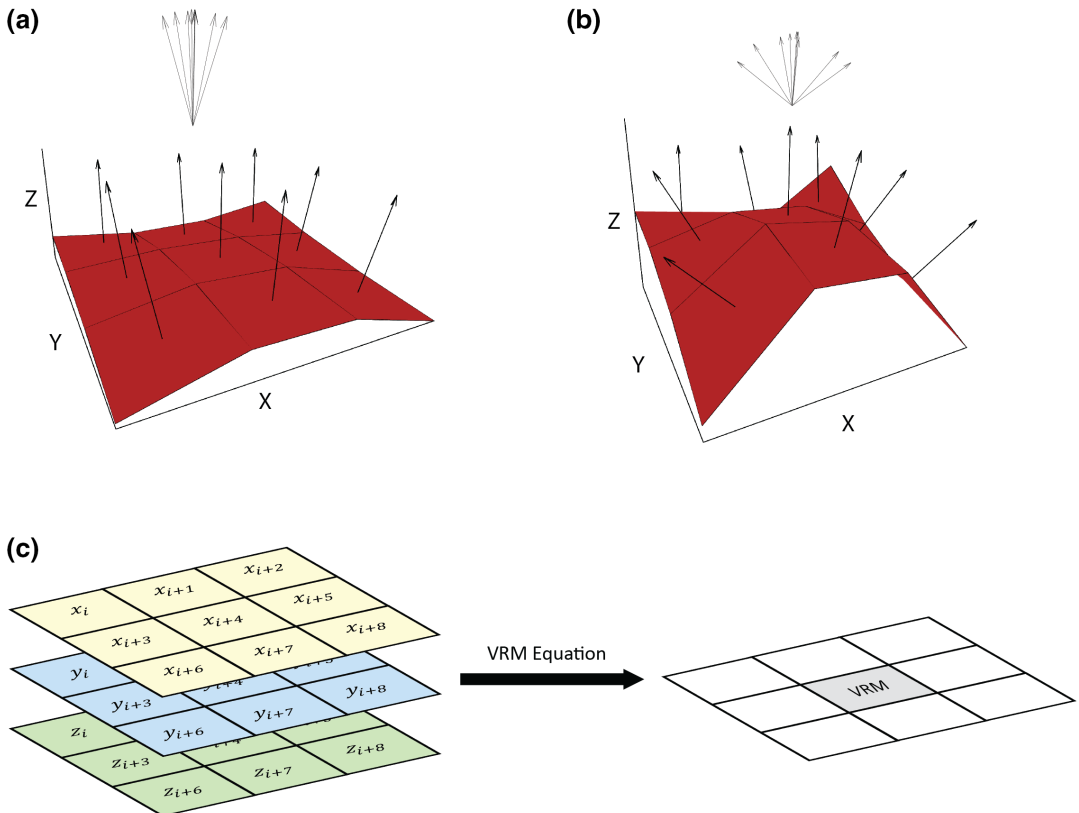 (a)
(b)
Z
Y
X
Z
Y
X
(c)
x_i x_{i+1} x_{i+2}
x_{i+3} x_{i+4} x_{i+5}
x_{i+6} x_{i+7} x_{i+8}
y_i
y_{i+3} y_{i+4}
y_{i+6} y_{i+7} y_{i+8}
z_i
z_{i+3}
z_{i+6} z_{i+7} z_{i+8}
VRM Equation
VRM